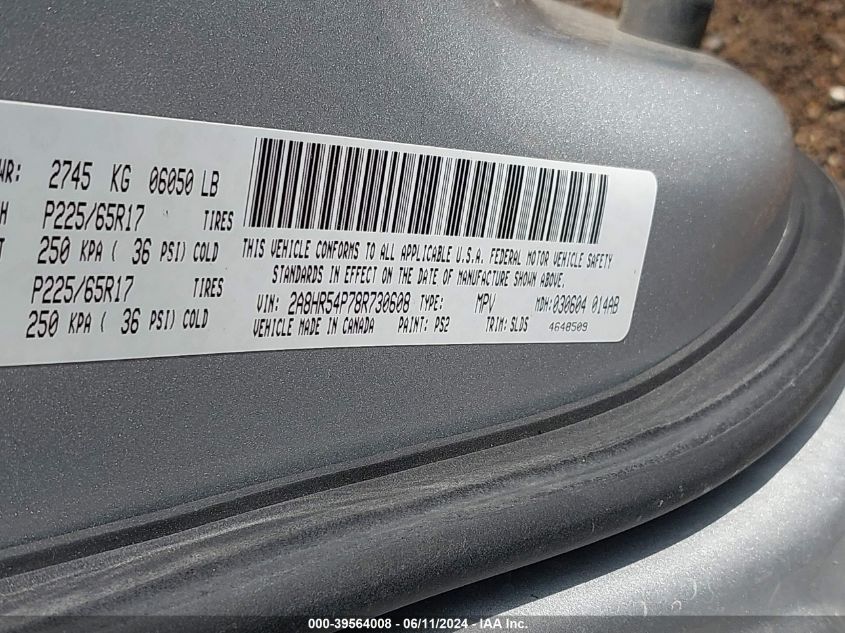 WR: 2745 KG 06050 LB
H P225/65R17 TIRES
T 250 KPA ( 36 PSI) COLD
P225/65R17 TIRES
250 KPA ( 36 PSI) COLD
THIS VEHICLE CONFORMS TO ALL APPLICABLE U.S.A. FEDERAL MOTOR VEHICLE SAFETY
STANDARDS IN EFFECT ON THE DATE OF MANUFACTURE SHOWN ABOVE.
VIN: 2A8HR54P78R730608 TYPE: MPV MDH:030604 014AB
VEHICLE MADE IN CANADA PAINT: PS2 TRIM: SLDS 4648509
000-39564008 - 06/11/2024 - IAA, Inc.